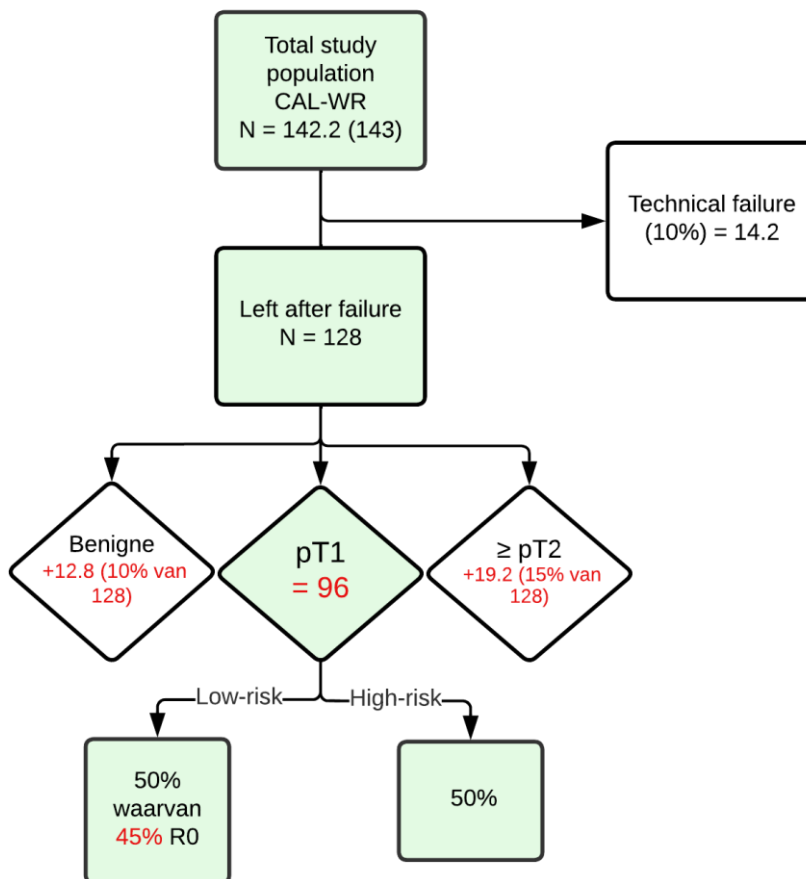 Total study
population
CAL-WR
N = 142.2 (143)
Technical failure
(10%) = 14.2
Left after failure
N = 128
Benigne
+12.8 (10% van
128)
pT1
= 96
≥ pT2
+19.2 (15% van
128)
Low-risk
High-risk
50%
waarvan
45% R0
50%